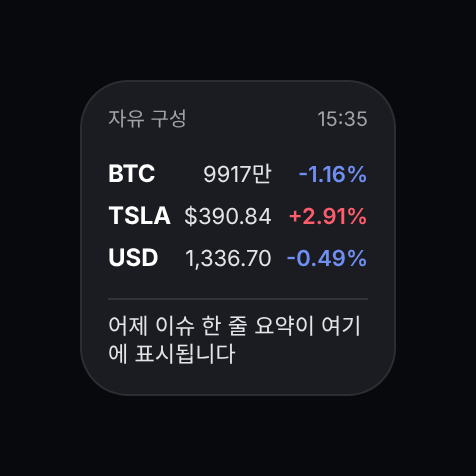 자유 구성 15:35
BTC 9917만 -1.16%
TSLA $390.84 +2.91%
USD 1,336.70 -0.49%
어제 이슈 한 줄 요약이 여기
에 표시됩니다